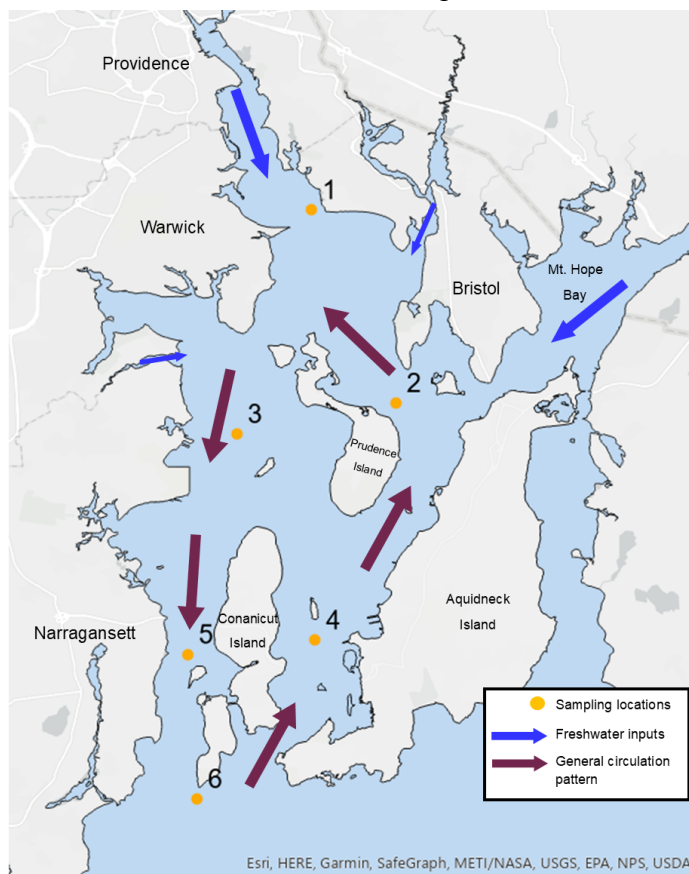 Providence
1
Warwick
Mt. Hope
Bay
Bristol
2
3
Prudence
Island
4
Aquidneck
Island
Conanicut
Island
5
Narragansett
6
Sampling locations
Freshwater inputs
General circulation
pattern
Esri, HERE, Garmin, SafeGraph, METI/NASA, USGS, EPA, NPS, USDA